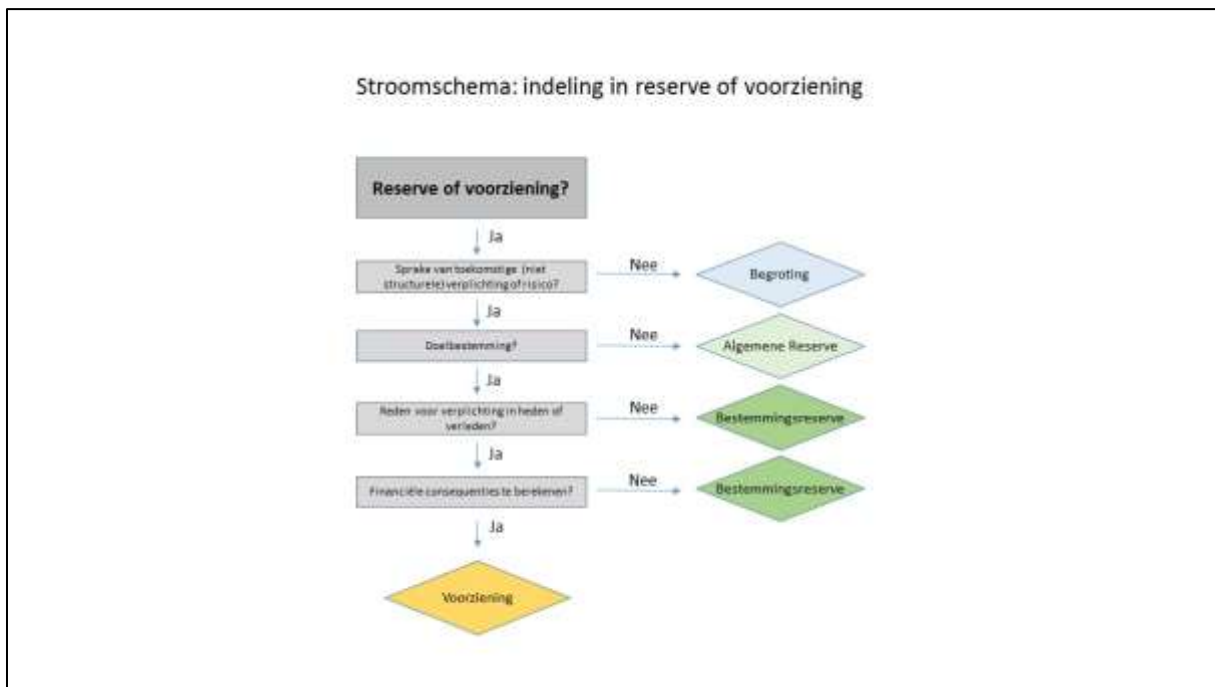 Stroomschema: indeling in reserve of voorziening
Reserve of voorziening?
Ja
Sprake van toekomstige (niet
structurele) verplichting of risico?
Nee
Begroting
Ja
Doelbestemming?
Nee
Algemene Reserve
Ja
Reden voor verplichting in heden of
verleden?
Nee
Bestemmingsreserve
Ja
Financiële consequenties te berekenen?
Nee
Bestemmingsreserve
Ja
Voorziening